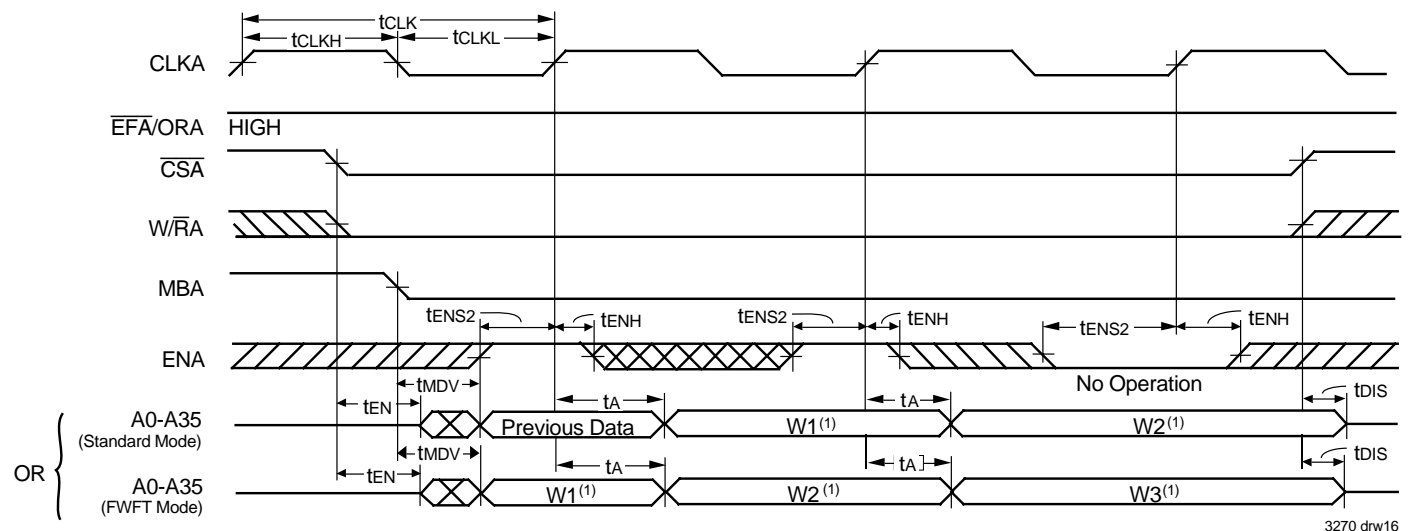 tCLK
tCLKH tCLKL
CLKA
EFA/ORA HIGH
CSA
W/RA
MBA
tENS2 tENH tENS2 tENH tENS2 tENH
ENA
No Operation
tMDV
tEN tA tA tDIS
A0-A35
(Standard Mode)
Previous Data W1(1) W2(1)
OR
tMDV
tEN tA tA tDIS
A0-A35
(FWFT Mode)
W1(1) W2(1) W3(1)
3270 drw16